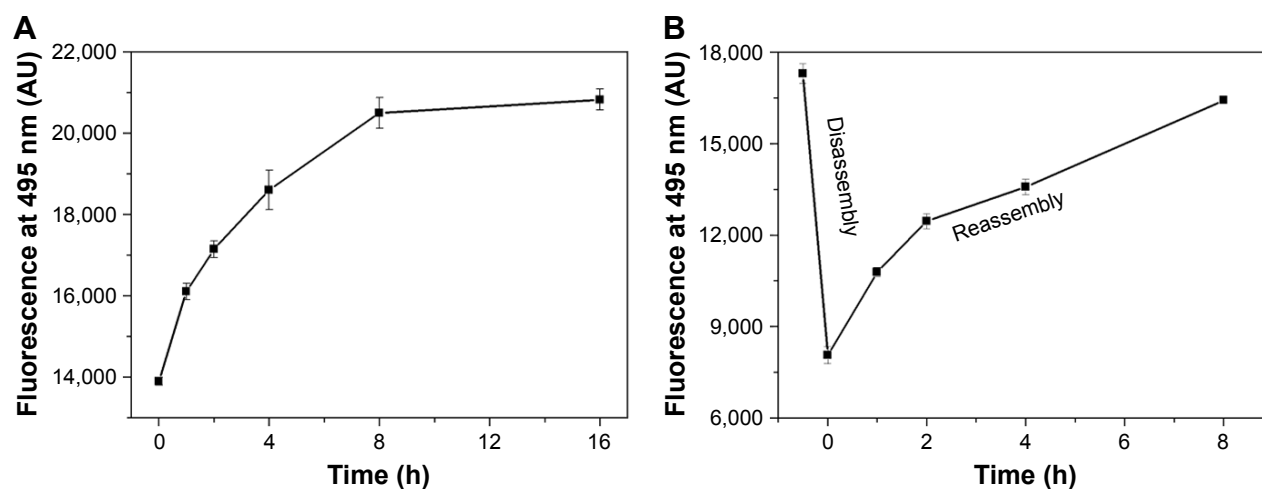 A
Fluorescence at 495 nm (AU)
22,000
20,000
18,000
16,000
14,000
0
4
8
12
16
Time (h)
B
Fluorescence at 495 nm (AU)
18,000
15,000
12,000
9,000
6,000
Disassembly
Reassembly
0
2
4
6
8
Time (h)